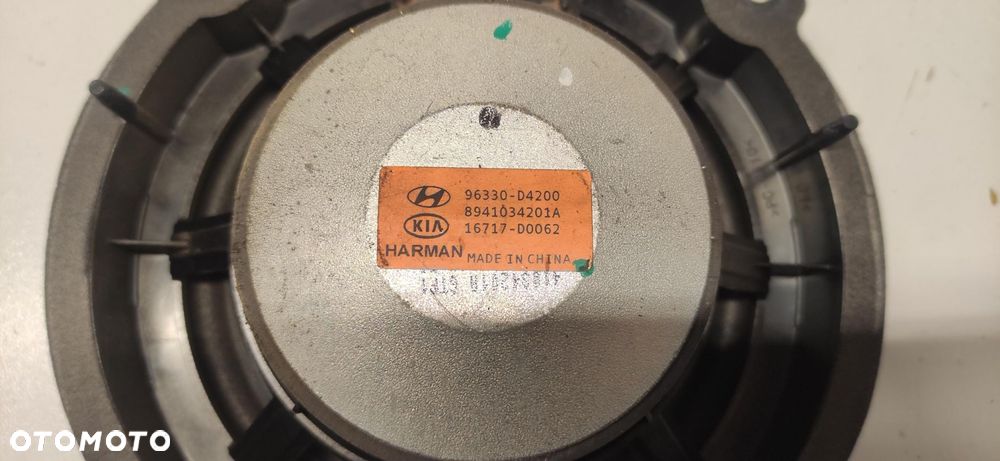 96330-D4200
8941034201A
KIA 16717-D0062
HARMAN MADE IN CHINA
OTOMOTO